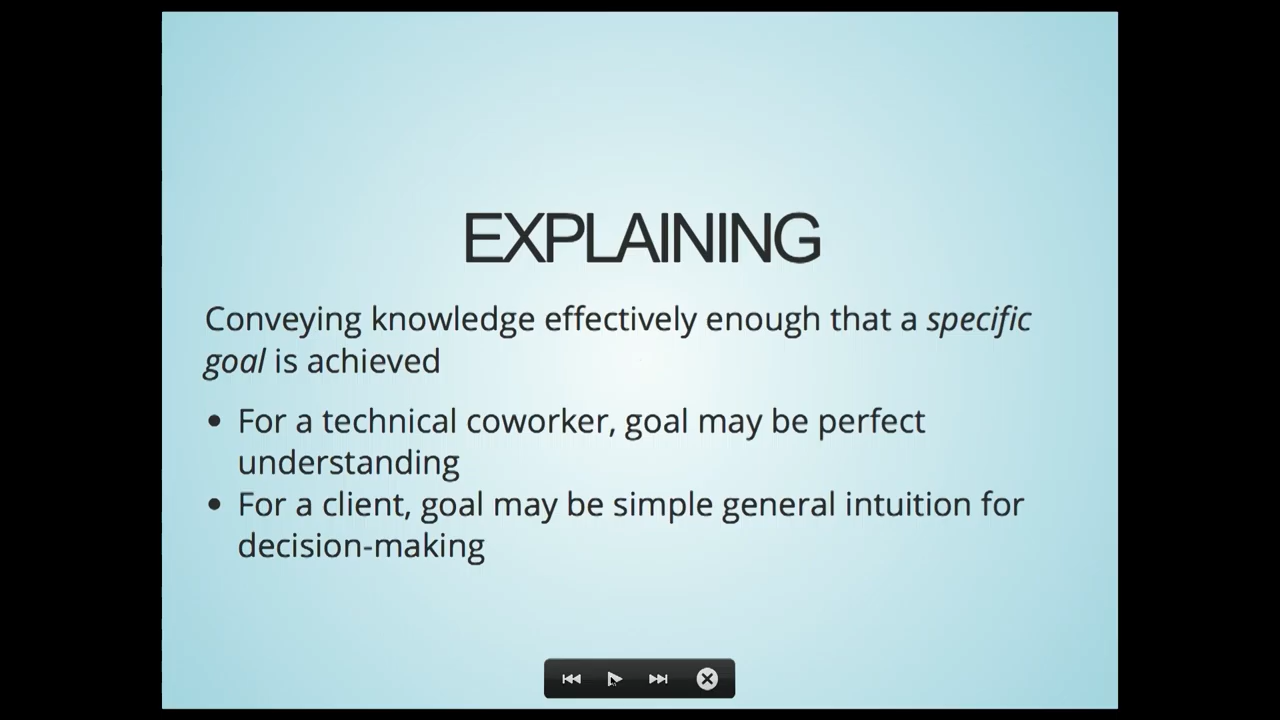 EXPLAINING
Conveying knowledge effectively enough that a specific
goal is achieved
• For a technical coworker, goal may be perfect
understanding
• For a client, goal may be simple general intuition for
decision-making